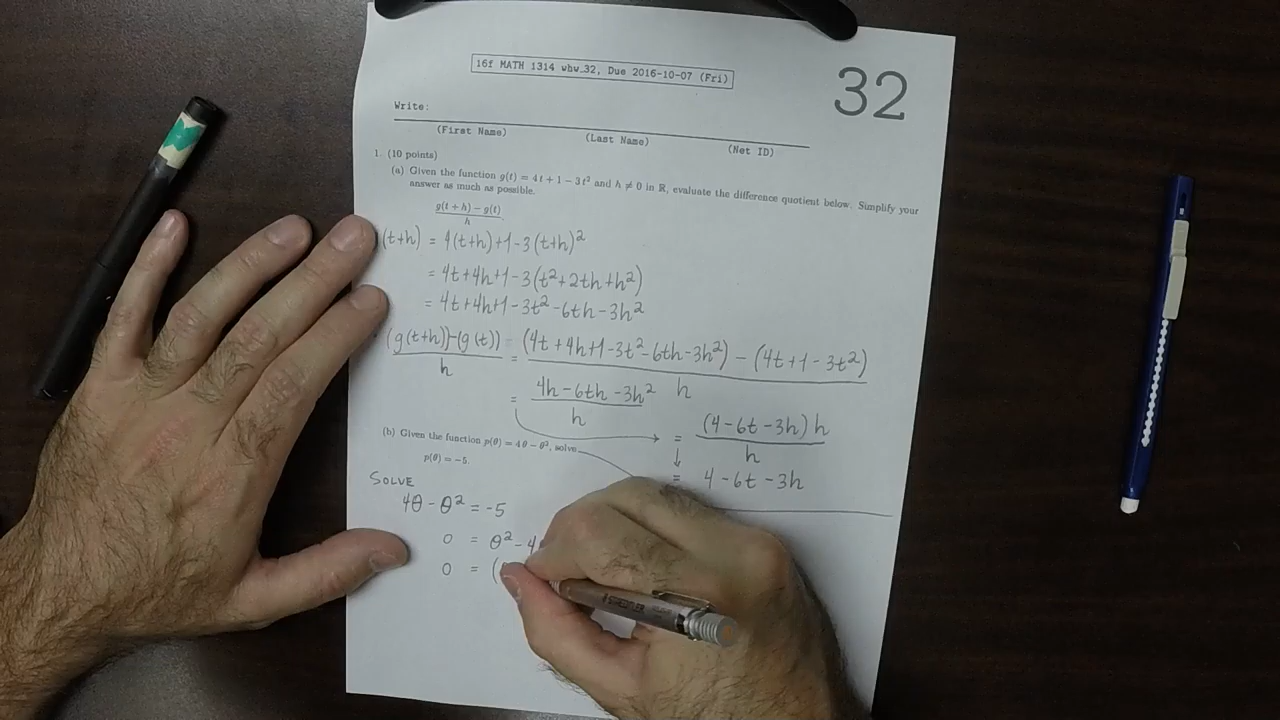 16f MATH 1314 whw_32, Due 2016-10-07 (Fri)
32
Write:
(First Name) (Last Name) (Net ID)
1. (10 points)
(a) Given the function g(t) = 4t + 1 − 3t² and h ≠ 0 in ℝ, evaluate the difference quotient below. Simplify your
answer as much as possible.
g(t + h) − g(t)
h
(t+h) = 4(t+h)+1-3(t+h)²
= 4t+4h+1-3(t²+2th+h²)
= 4t+4h+1-3t²-6th-3h²
(g(t+h))-(g(t)) = (4t+4h+1-3t²-6th-3h²) - (4t+1-3t²)
h h
= 4h-6th-3h²
h
= (4-6t-3h)h
h
(b) Given the function p(θ) = 4θ − θ², solve
p(θ) = −5.
= 4-6t-3h
SOLVE
4θ-θ² = -5
0 = θ²-4
0 = (
STAEDTLER